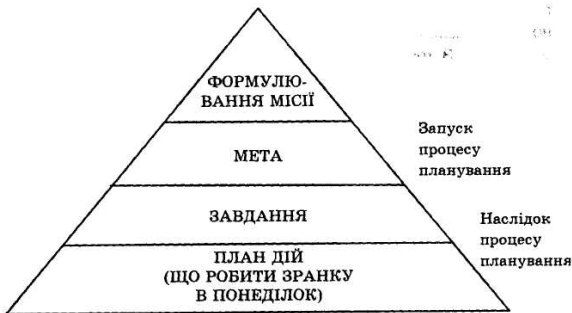 ФОРМУЛЮ-
ВАННЯ МІСІЇ
МЕТА
Запуск
процесу
планування
ЗАВДАННЯ
Наслідок
процесу
планування
ПЛАН ДІЙ
(ЩО РОБИТИ ЗРАНКУ
В ПОНЕДІЛОК)